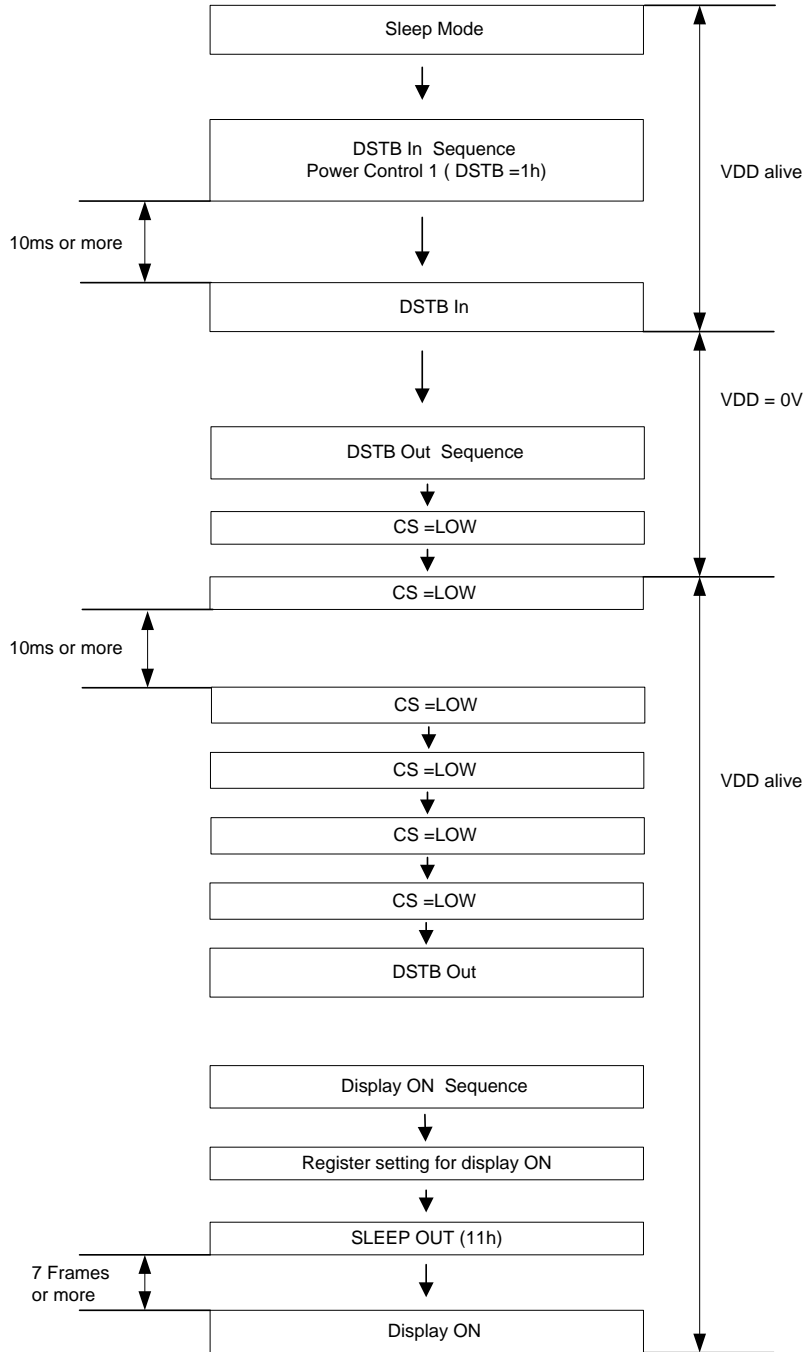 Sleep Mode
DSTB In Sequence
Power Control 1 ( DSTB =1h)
VDD alive
10ms or more
DSTB In
VDD = 0V
DSTB Out Sequence
CS =LOW
CS =LOW
10ms or more
CS =LOW
CS =LOW
VDD alive
CS =LOW
CS =LOW
DSTB Out
Display ON Sequence
Register setting for display ON
SLEEP OUT (11h)
7 Frames
or more
Display ON